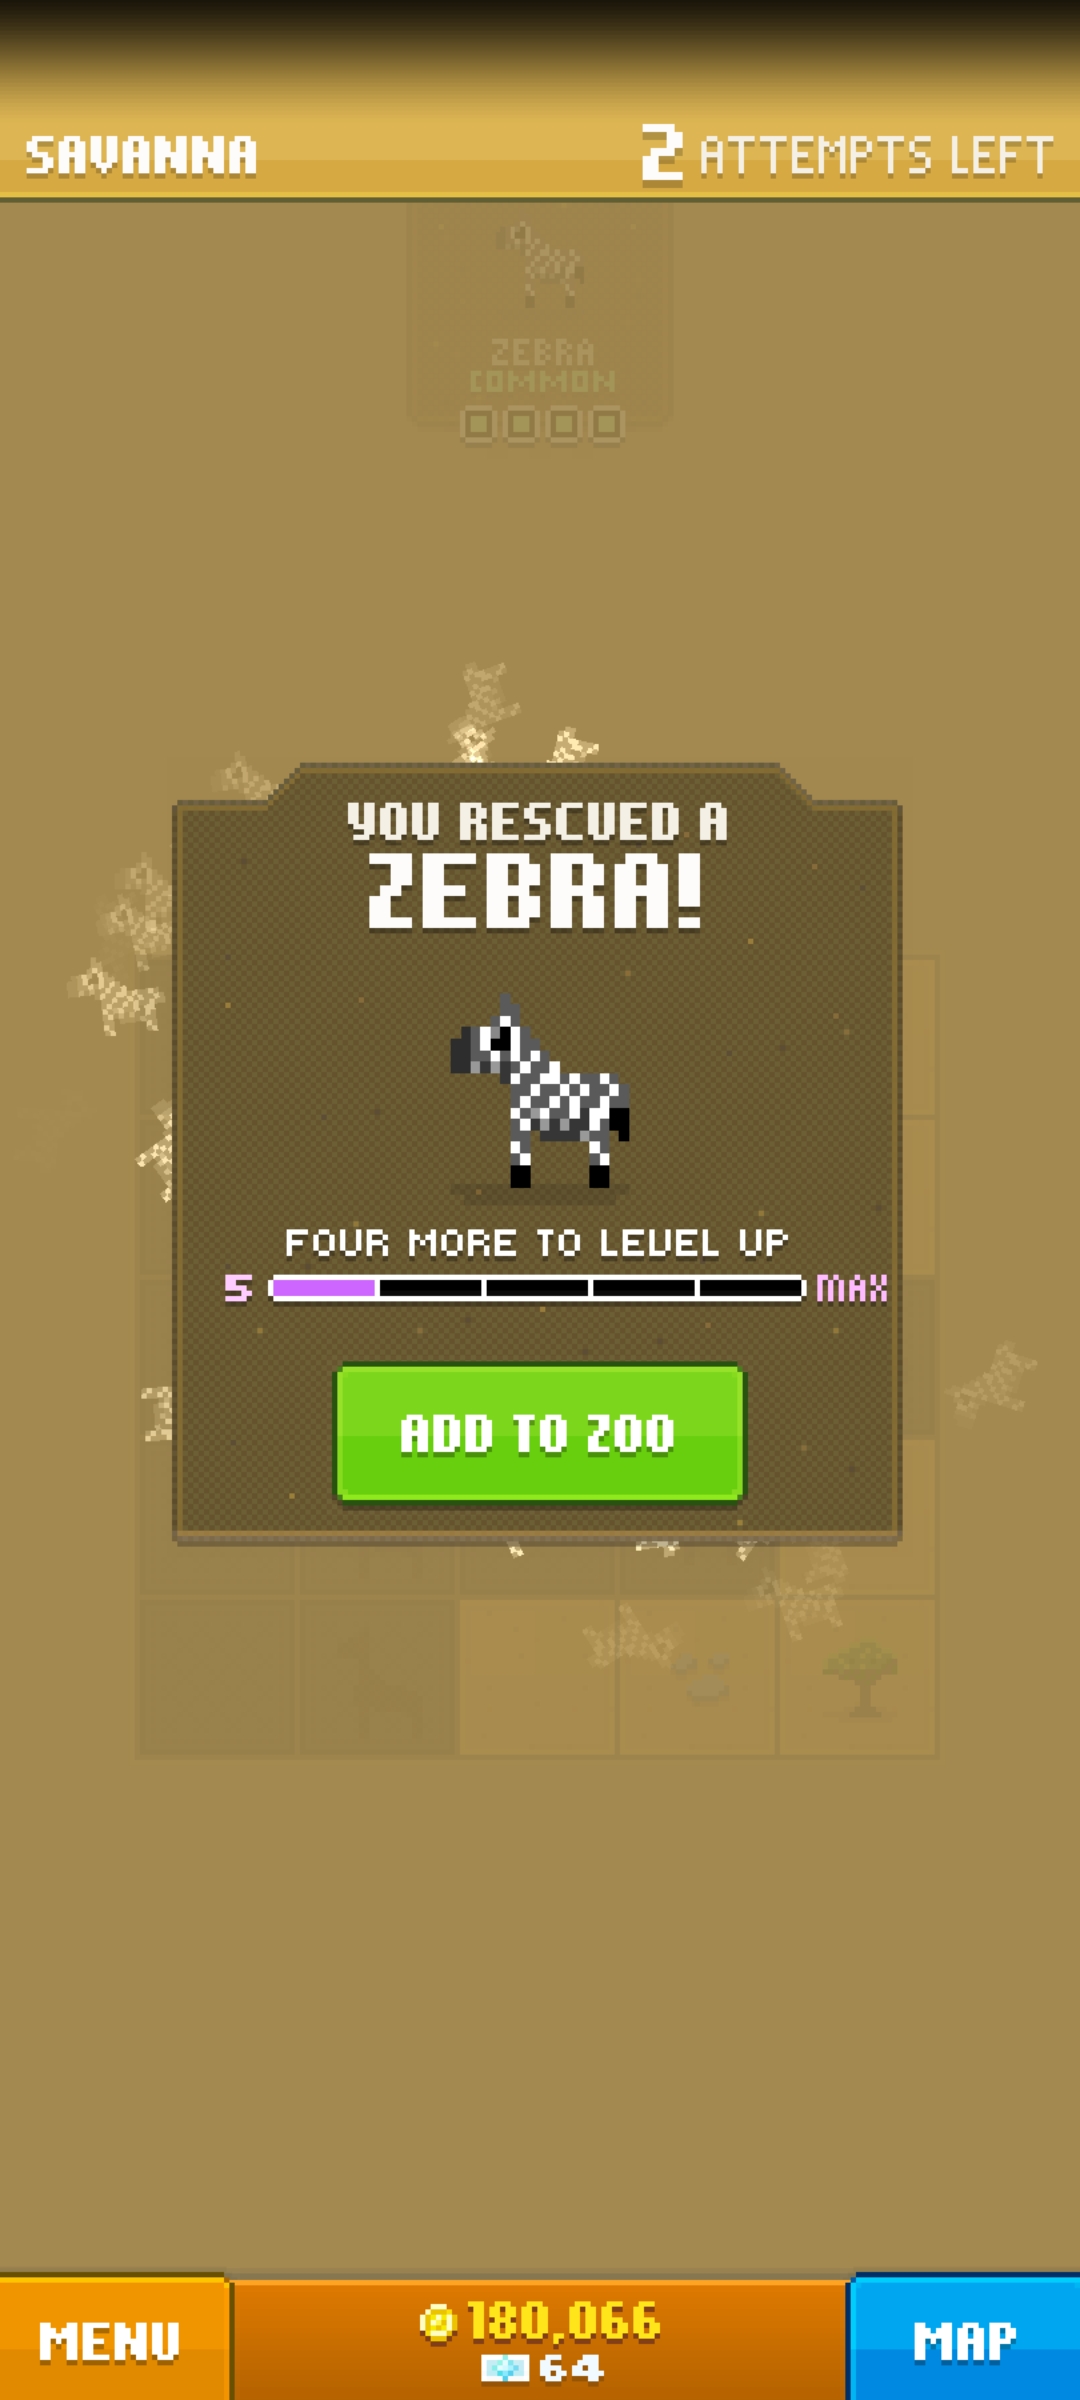 SAVANNA
2 ATTEMPTS LEFT
ZEBRA
COMMON
YOU RESCUED A
ZEBRA!
FOUR MORE TO LEVEL UP
5 MAX
ADD TO ZOO
MENU
180,066
64
MAP